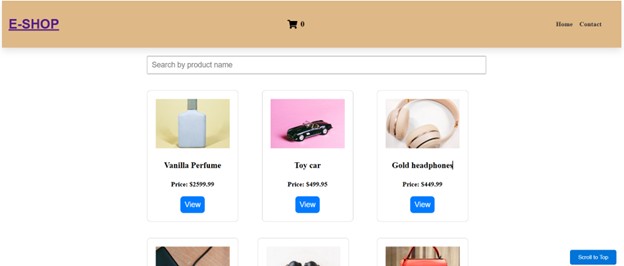 E-SHOP
0
Home Contact
Search by product name
Vanilla Perfume
Price: $2599.99
View
Toy car
Price: $499.95
View
Gold headphones
Price: $449.99
View
Scroll to Top